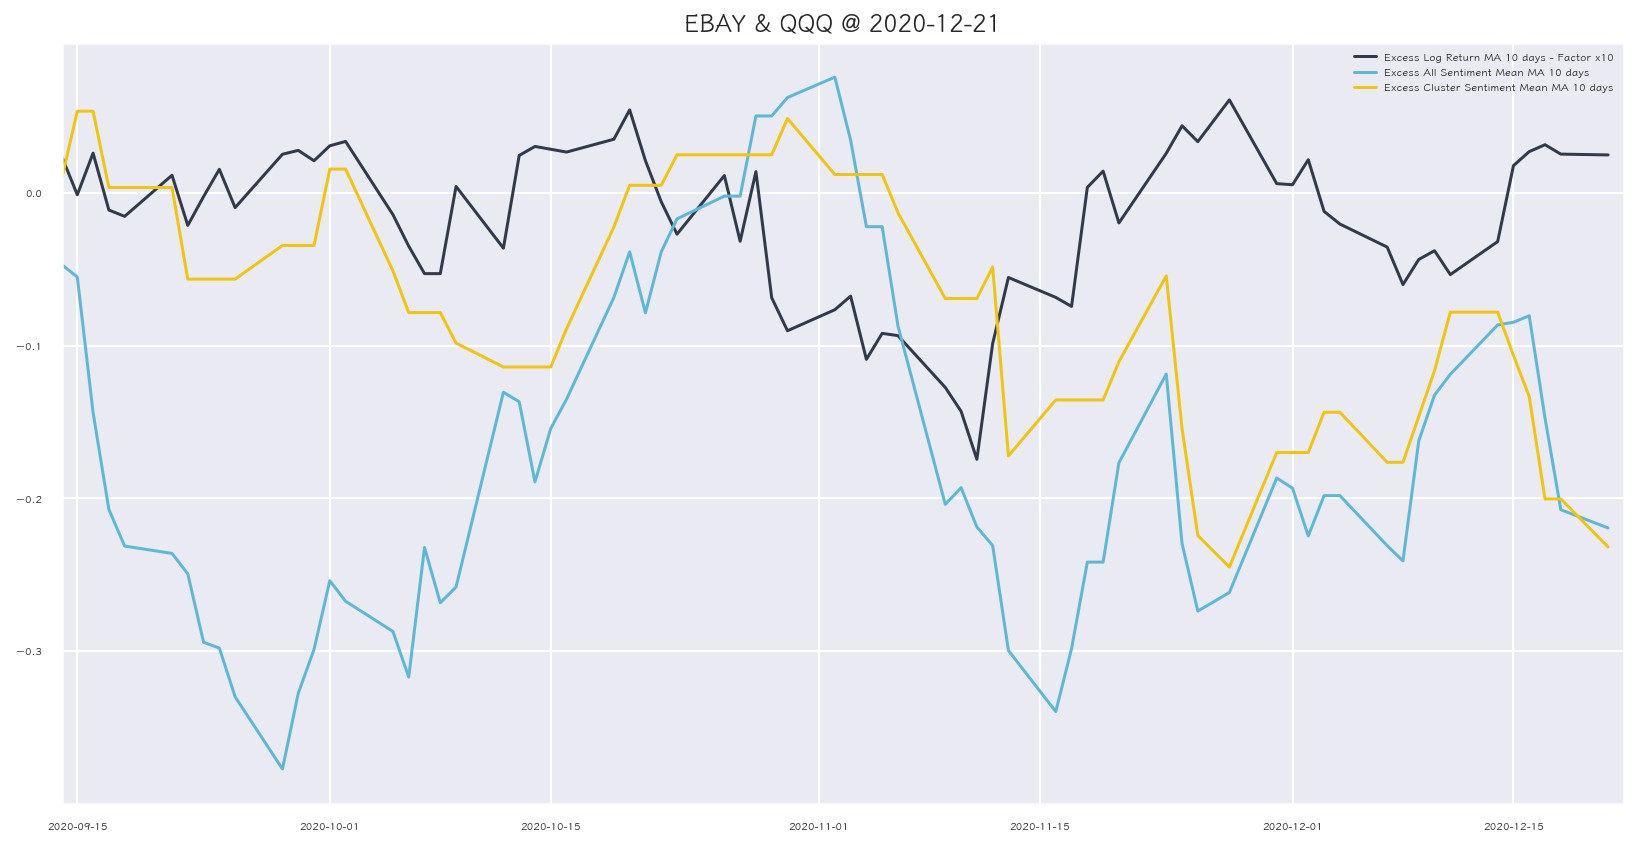 EBAY & QQQ @ 2020-12-21
Excess Log Return MA 10 days - Factor x10
Excess All Sentiment Mean MA 10 days
Excess Cluster Sentiment Mean MA 10 days
0.0
−0.1
−0.2
−0.3
2020-09-15 2020-10-01 2020-10-15 2020-11-01 2020-11-15 2020-12-01 2020-12-15